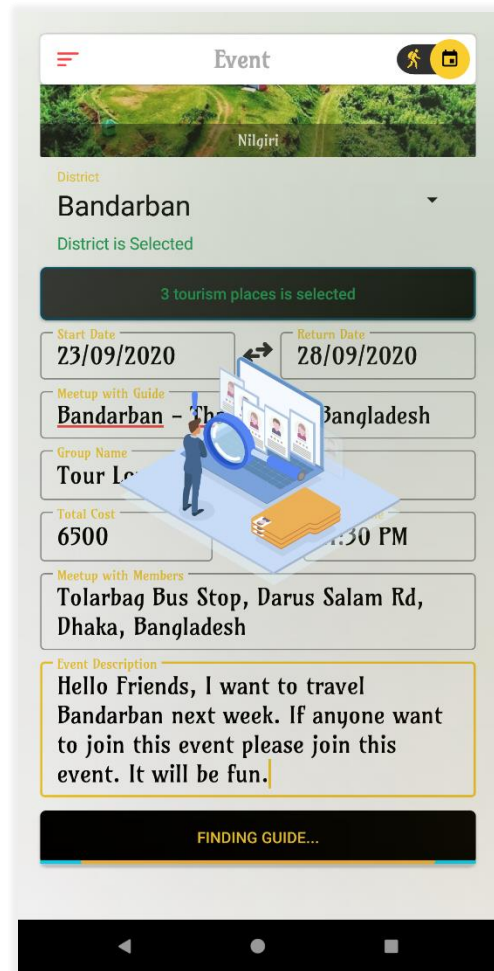 Event
Nilgiri
District
Bandarban
District is Selected
3 tourism places is selected
Start Date
23/09/2020
Return Date
28/09/2020
Meetup with Guide
Bandarban - Bangladesh
Group Name
Tour
Total Cost
6500
:30 PM
Meetup with Members
Tolarbag Bus Stop, Darus Salam Rd,
Dhaka, Bangladesh
Event Description
Hello Friends, I want to travel
Bandarban next week. If anyone want
to join this event please join this
event. It will be fun.
FINDING GUIDE...